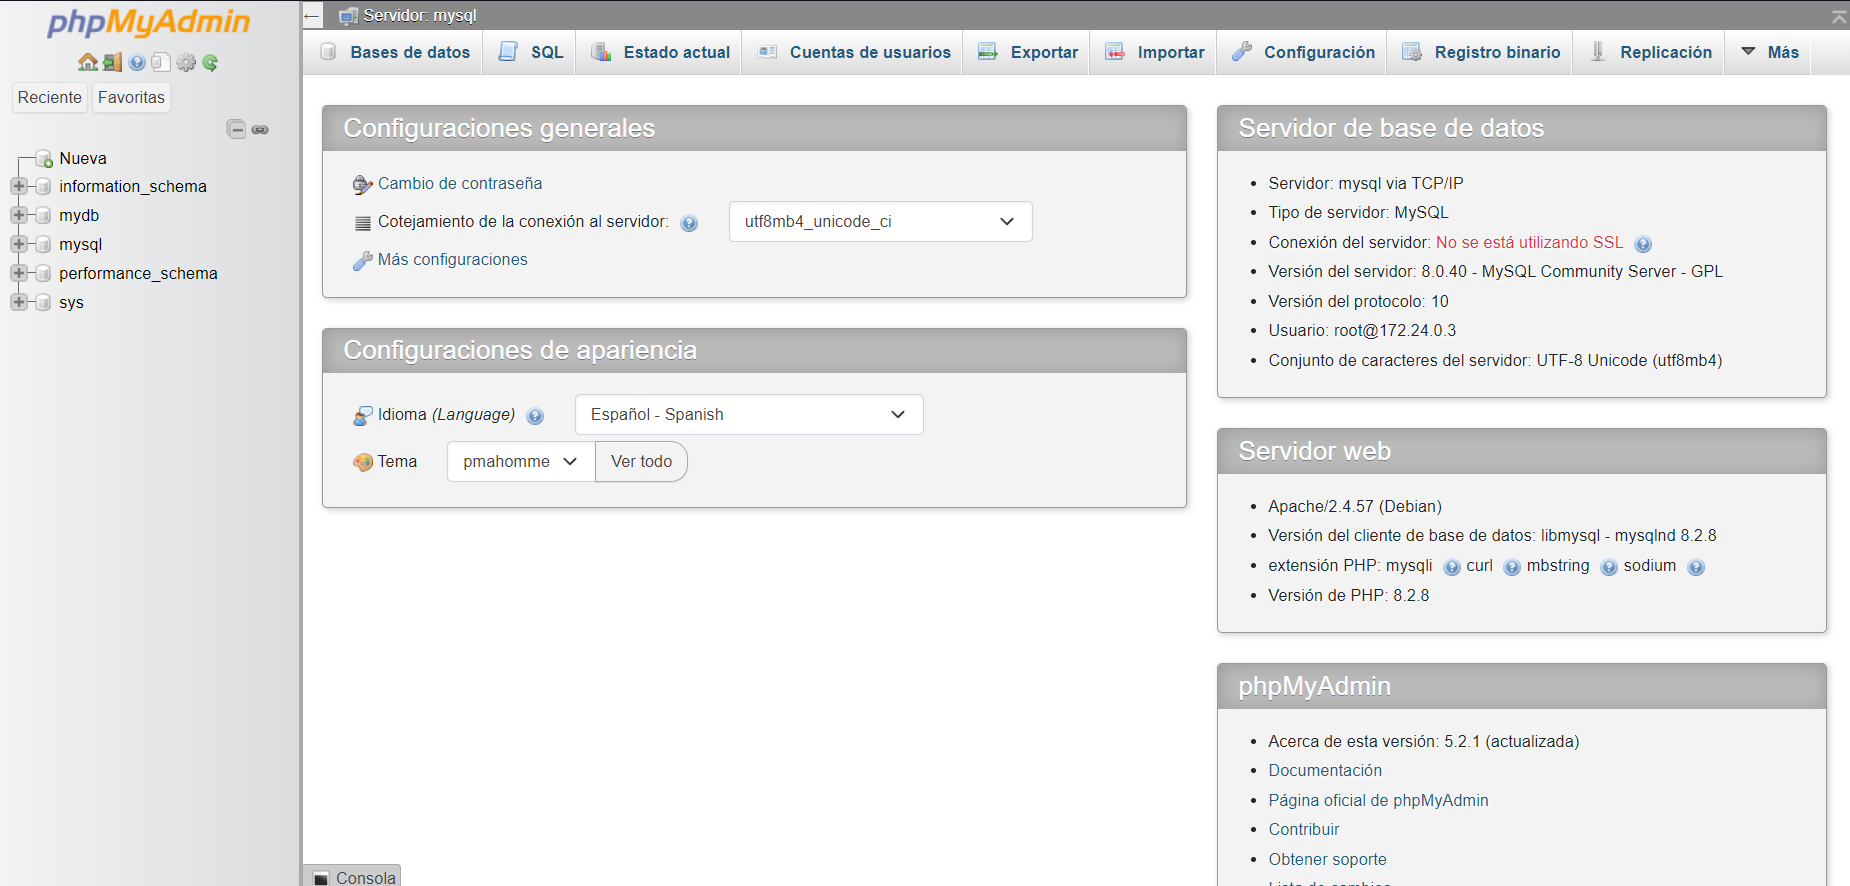 phpMyAdmin
Reciente
Favoritas
Nueva
information_schema
mydb
mysql
performance_schema
sys
Servidor: mysql
Bases de datos
SQL
Estado actual
Cuentas de usuarios
Exportar
Importar
Configuración
Registro binario
Replicación
Más
Configuraciones generales
Cambio de contraseña
Cotejamiento de la conexión al servidor:
utf8mb4_unicode_ci
Más configuraciones
Configuraciones de apariencia
Idioma (Language)
Español - Spanish
Tema
pmahomme
Ver todo
Servidor de base de datos
Servidor: mysql via TCP/IP
Tipo de servidor: MySQL
Conexión del servidor: No se está utilizando SSL
Versión del servidor: 8.0.40 - MySQL Community Server - GPL
Versión del protocolo: 10
Usuario: root@172.24.0.3
Conjunto de caracteres del servidor: UTF-8 Unicode (utf8mb4)
Servidor web
Apache/2.4.57 (Debian)
Versión del cliente de base de datos: libmysql - mysqlnd 8.2.8
extensión PHP: mysqli curl mbstring sodium
Versión de PHP: 8.2.8
phpMyAdmin
Acerca de esta versión: 5.2.1 (actualizada)
Documentación
Página oficial de phpMyAdmin
Contribuir
Obtener soporte
Lista de cambios
Consola